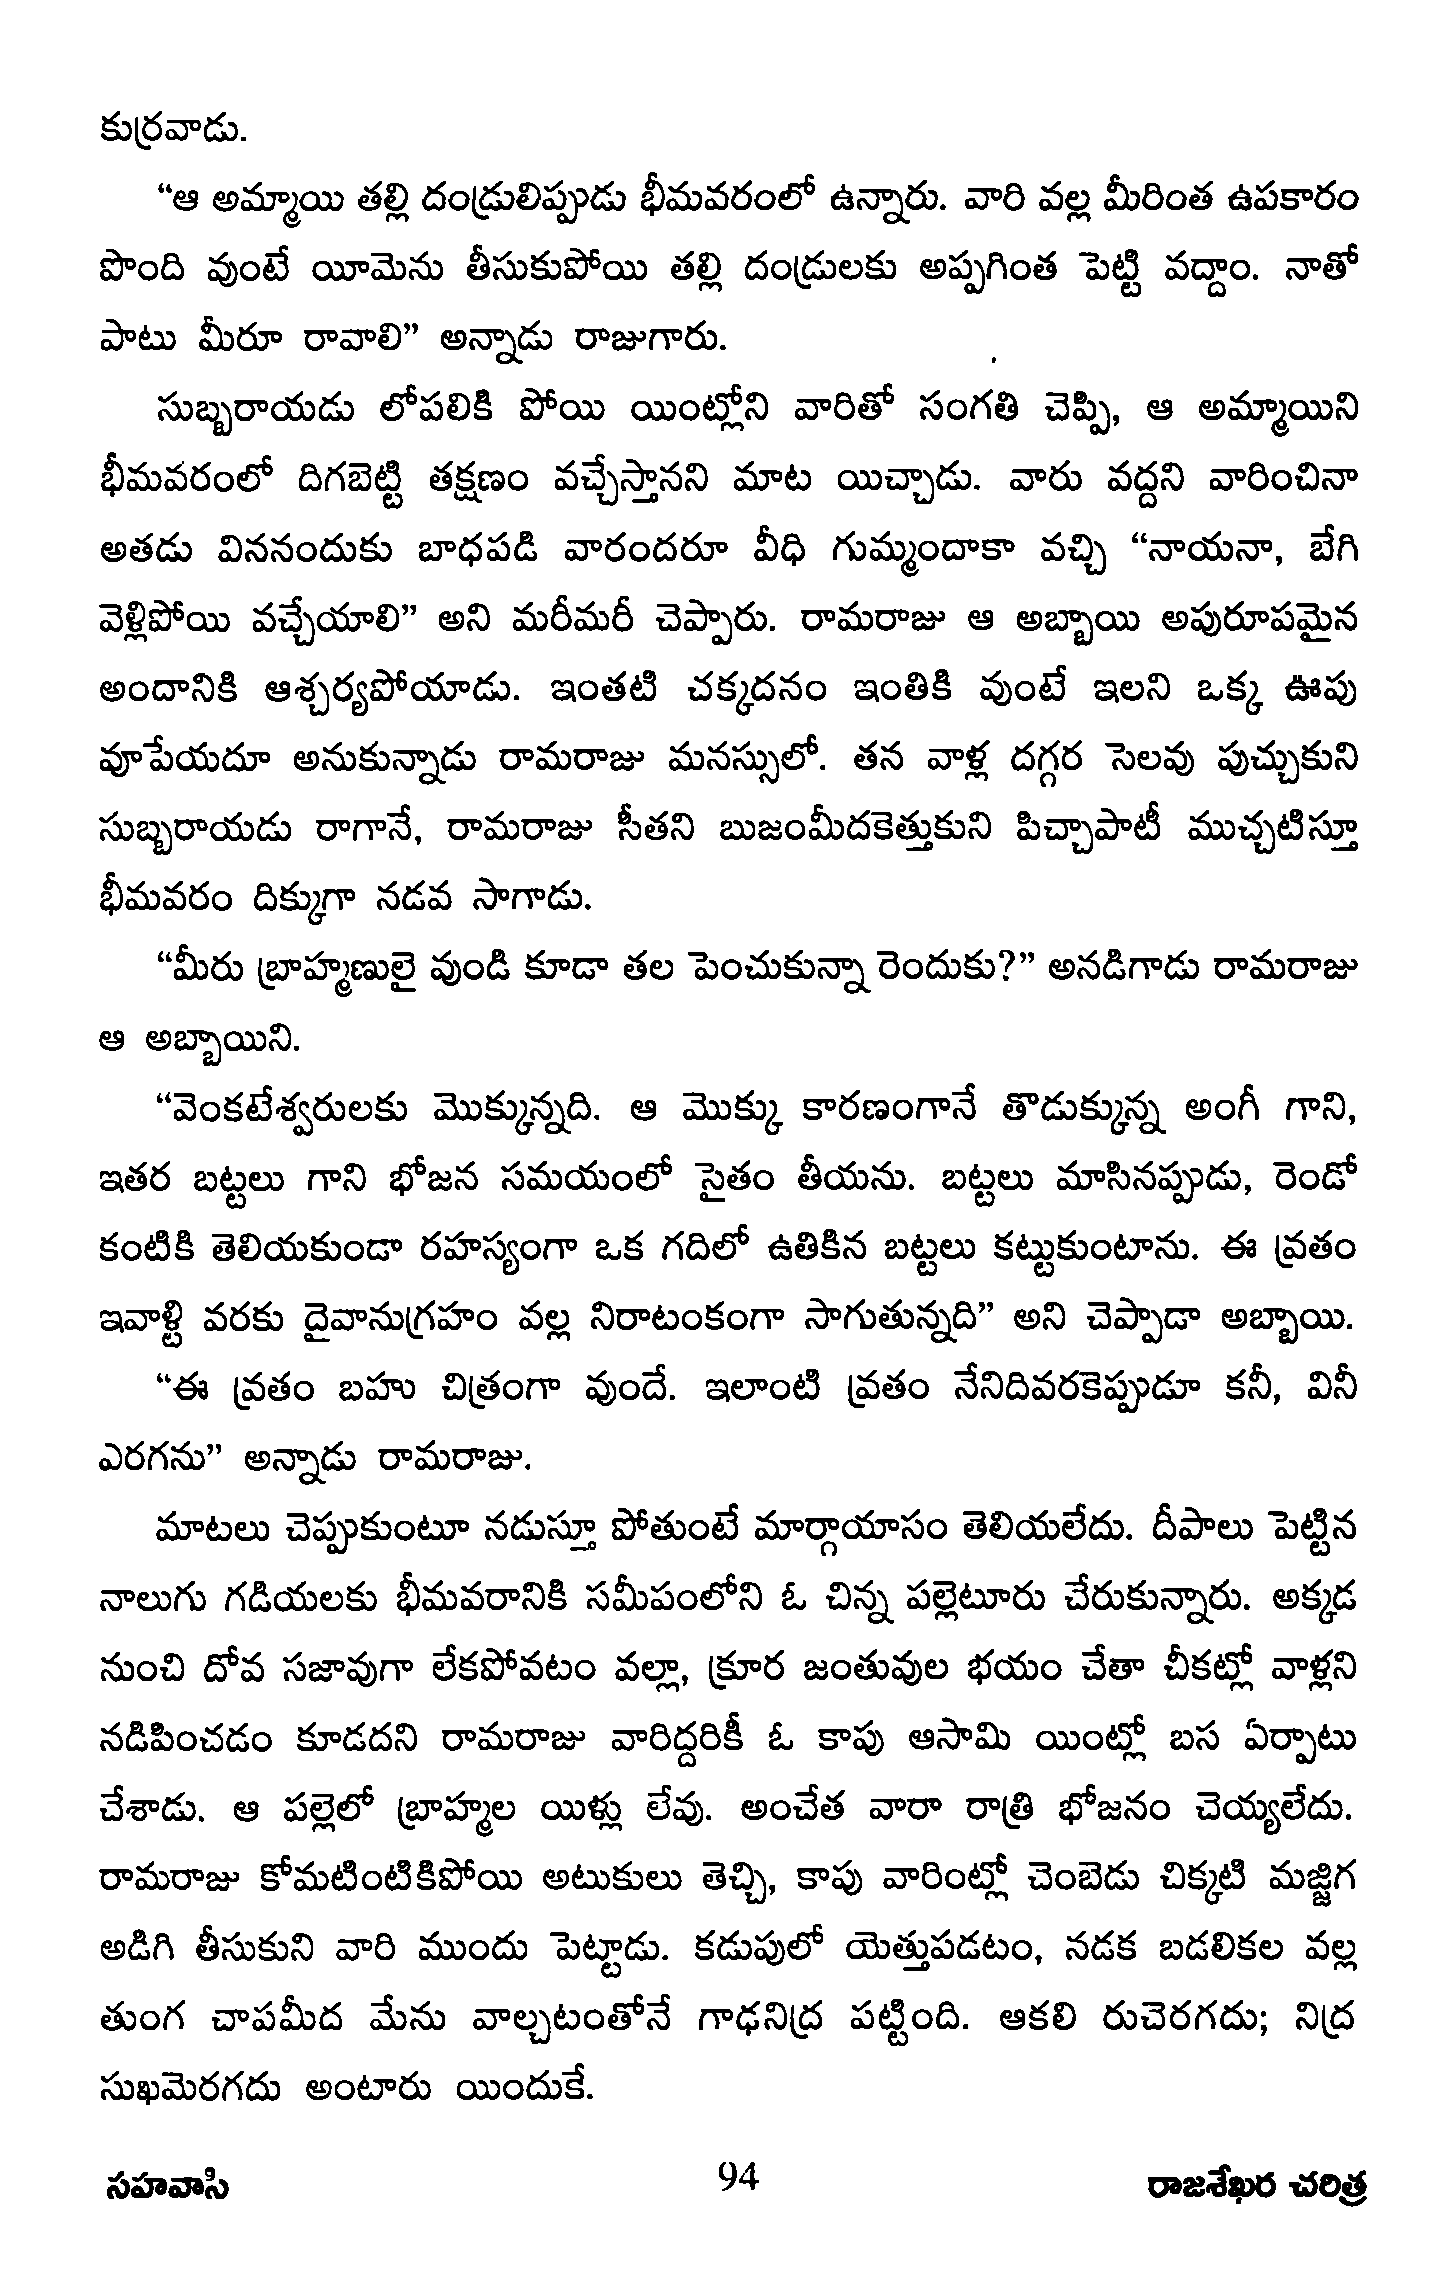 కుర్రవాడు.
“ఆ అమ్మాయి తల్లి దండ్రులిప్పుడు భీమవరంలో ఉన్నారు. వారి వల్ల మీరింత ఉపకారం
పొంది వుంటే యీమెను తీసుకుపోయి తల్లి దండ్రులకు అప్పగింత పెట్టి వద్దాం. నాతో
పాటు మీరూ రావాలి” అన్నాడు రాజుగారు.
సుబ్బరాయడు లోపలికి పోయి యింట్లోని వారితో సంగతి చెప్పి, ఆ అమ్మాయిని
భీమవరంలో దిగబెట్టి తక్షణం వచ్చేస్తానని మాట యిచ్చాడు. వారు వద్దని వారించినా
అతడు విననందుకు బాధపడి వారందరూ వీధి గుమ్మందాకా వచ్చి “నాయనా, బేగి
వెళ్లిపోయి వచ్చేయాలి” అని మరీమరీ చెప్పారు. రామరాజు ఆ అబ్బాయి అపురూపమైన
అందానికి ఆశ్చర్యపోయాడు. ఇంతటి చక్కదనం ఇంతికి వుంటే ఇలని ఒక్క ఊపు
వూపేయదూ అనుకున్నాడు రామరాజు మనస్సులో. తన వాళ్ల దగ్గర సెలవు పుచ్చుకుని
సుబ్బరాయడు రాగానే, రామరాజు సీతని బుజంమీదకెత్తుకుని పిచ్చాపాటీ ముచ్చటిస్తూ
భీమవరం దిక్కుగా నడవ సాగాడు.
“మీరు బ్రాహ్మణులై వుండి కూడా తల పెంచుకున్నా రెందుకు?” అనడిగాడు రామరాజు
ఆ అబ్బాయిని.
“వెంకటేశ్వరులకు మొక్కున్నది. ఆ మొక్కు కారణంగానే తొడుక్కున్న అంగీ గాని,
ఇతర బట్టలు గాని భోజన సమయంలో సైతం తీయను. బట్టలు మాసినప్పుడు, రెండో
కంటికి తెలియకుండా రహస్యంగా ఒక గదిలో ఉతికిన బట్టలు కట్టుకుంటాను. ఈ వ్రతం
ఇవాళ్టి వరకు దైవానుగ్రహం వల్ల నిరాటంకంగా సాగుతున్నది” అని చెప్పాడా అబ్బాయి.
“ఈ వ్రతం బహు చిత్రంగా వుందే. ఇలాంటి వ్రతం నేనిదివరకెప్పుడూ కనీ, వినీ
ఎరగను” అన్నాడు రామరాజు.
మాటలు చెప్పుకుంటూ నడుస్తూ పోతుంటే మార్గాయాసం తెలియలేదు. దీపాలు పెట్టిన
నాలుగు గడియలకు భీమవరానికి సమీపంలోని ఓ చిన్న పల్లెటూరు చేరుకున్నారు. అక్కడ
నుంచి దోవ సజావుగా లేకపోవటం వల్లా, క్రూర జంతువుల భయం చేతా చీకట్లో వాళ్లని
నడిపించడం కూడదని రామరాజు వారిద్దరికీ ఓ కాపు ఆసామి యింట్లో బస ఏర్పాటు
చేశాడు. ఆ పల్లెలో బ్రాహ్మల యిళ్లు లేవు. అంచేత వారా రాత్రి భోజనం చెయ్యలేదు.
రామరాజు కోమటింటికిపోయి అటుకులు తెచ్చి, కాపు వారింట్లో చెంబెడు చిక్కటి మజ్జిగ
అడిగి తీసుకుని వారి ముందు పెట్టాడు. కడుపులో యెత్తుపడటం, నడక బడలికల వల్ల
తుంగ చాపమీద మేను వాల్చటంతోనే గాఢనిద్ర పట్టింది. ఆకలి రుచెరగదు; నిద్ర
సుఖమెరగదు అంటారు యిందుకే.
సహవాసి 94 రాజశేఖర చరిత్ర